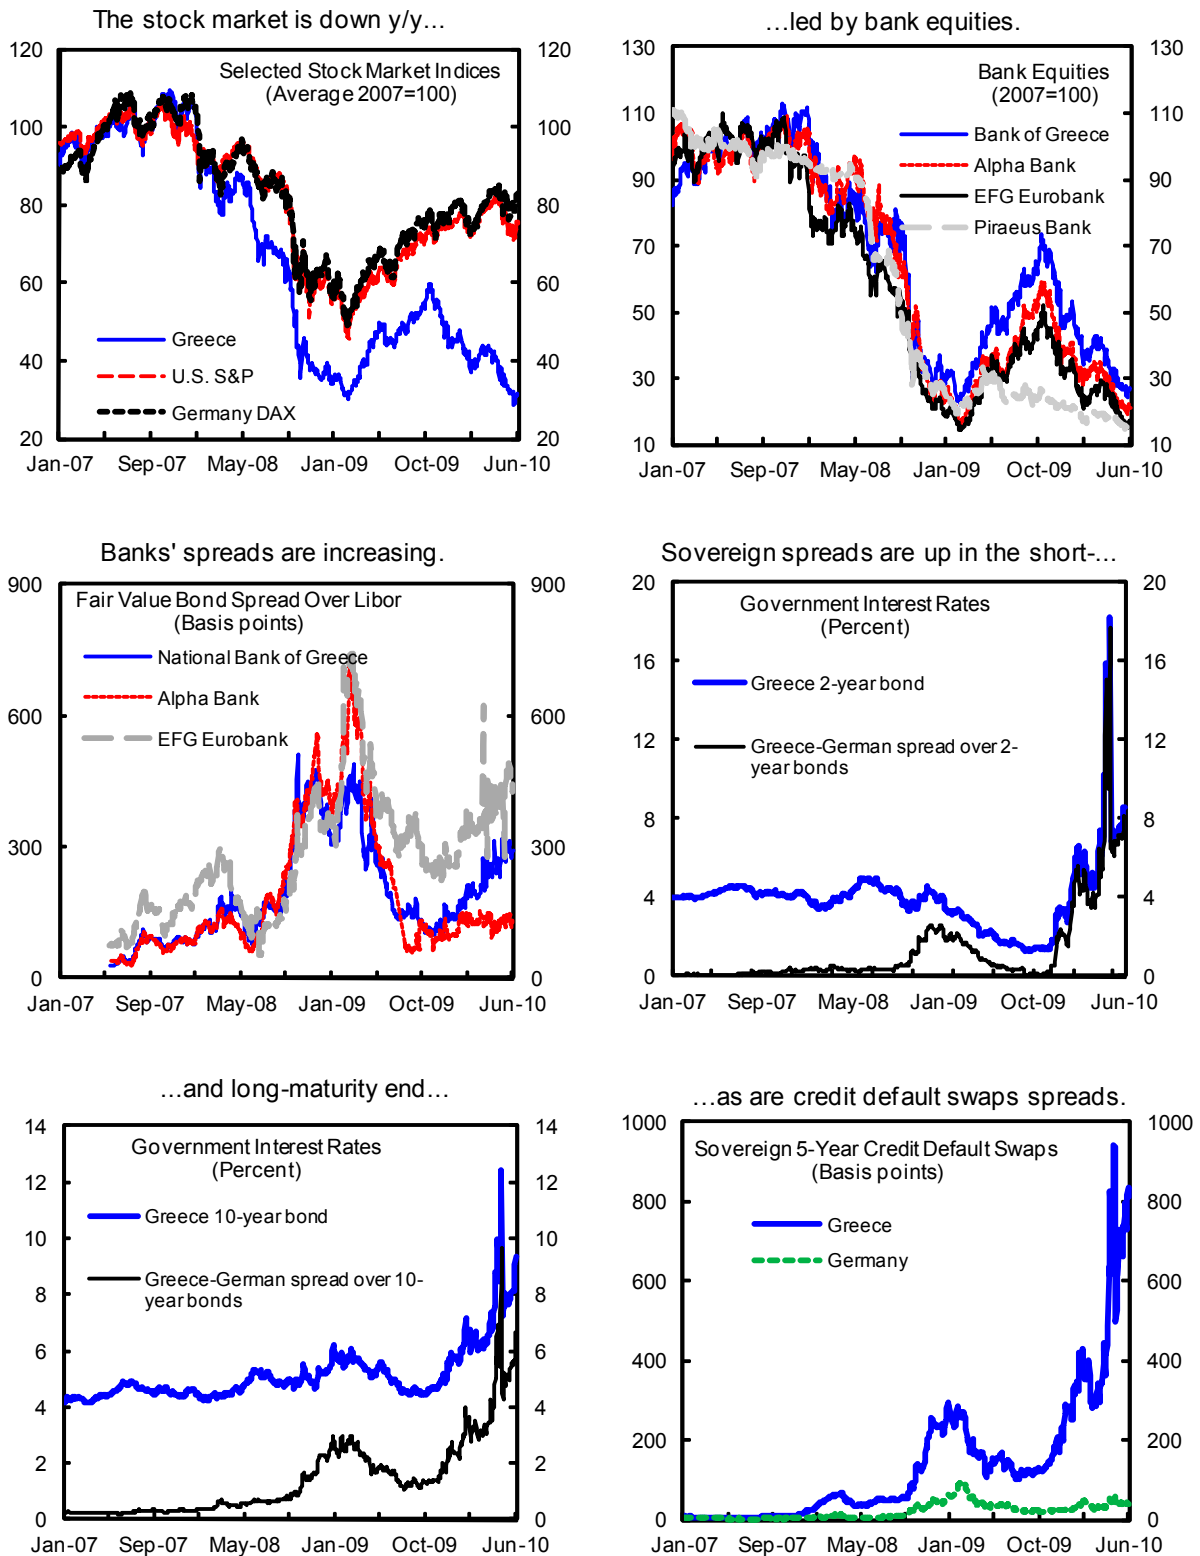 The stock market is down y/y…
120
100
80
60
40
20
120
100
80
60
40
20
Selected Stock Market Indices
(Average 2007=100)
Greece
U.S. S&P
Germany DAX
Jan-07 Sep-07 May-08 Jan-09 Oct-09 Jun-10
…led by bank equities.
130
110
90
70
50
30
10
130
110
90
70
50
30
10
Bank Equities
(2007=100)
Bank of Greece
Alpha Bank
EFG Eurobank
Piraeus Bank
Jan-07 Sep-07 May-08 Jan-09 Oct-09 Jun-10
Banks' spreads are increasing.
900
600
300
0
900
600
300
0
Fair Value Bond Spread Over Libor
(Basis points)
National Bank of Greece
Alpha Bank
EFG Eurobank
Jan-07 Sep-07 May-08 Jan-09 Oct-09 Jun-10
Sovereign spreads are up in the short-…
20
16
12
8
4
0
20
16
12
8
4
0
Government Interest Rates
(Percent)
Greece 2-year bond
Greece-German spread over 2-
year bonds
Jan-07 Sep-07 May-08 Jan-09 Oct-09 Jun-10
…and long-maturity end…
14
12
10
8
6
4
2
0
14
12
10
8
6
4
2
0
Government Interest Rates
(Percent)
Greece 10-year bond
Greece-German spread over 10-
year bonds
Jan-07 Sep-07 May-08 Jan-09 Oct-09 Jun-10
…as are credit default swaps spreads.
1000
800
600
400
200
0
1000
800
600
400
200
0
Sovereign 5-Year Credit Default Swaps
(Basis points)
Greece
Germany
Jan-07 Sep-07 May-08 Jan-09 Oct-09 Jun-10